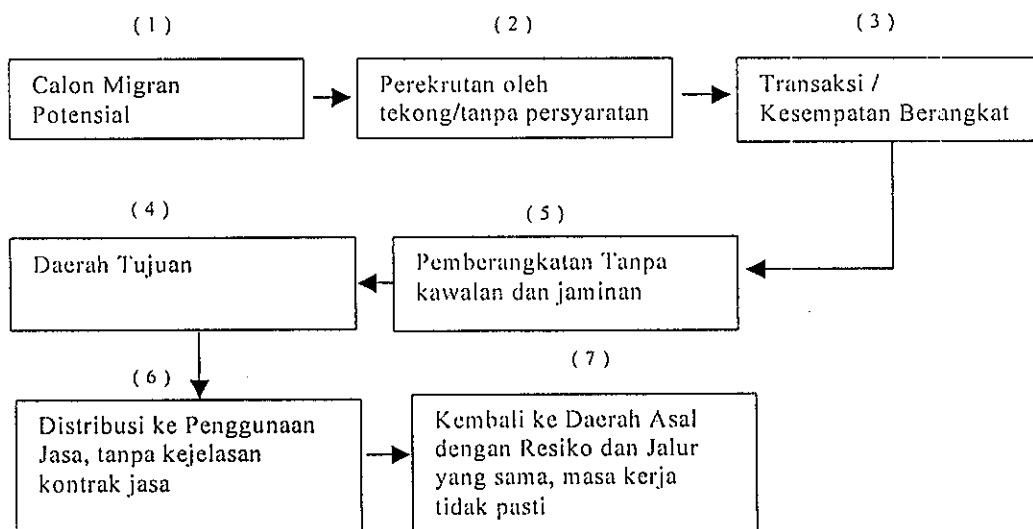 ( 1 )
( 2 )
( 3 )
Calon Migran
Potensial
Perekrutan oleh
tekong/tanpa persyaratan
Transaksi /
Kesempatan Berangkat
( 4 )
( 5 )
Daerah Tujuan
Pemberangkatan Tanpa
kawalan dan jaminan
( 6 )
( 7 )
Distribusi ke Penggunaan
Jasa, tanpa kejelasan
kontrak jasa
Kembali ke Daerah Asal
dengan Resiko dan Jalur
yang sama, masa kerja
tidak pasti